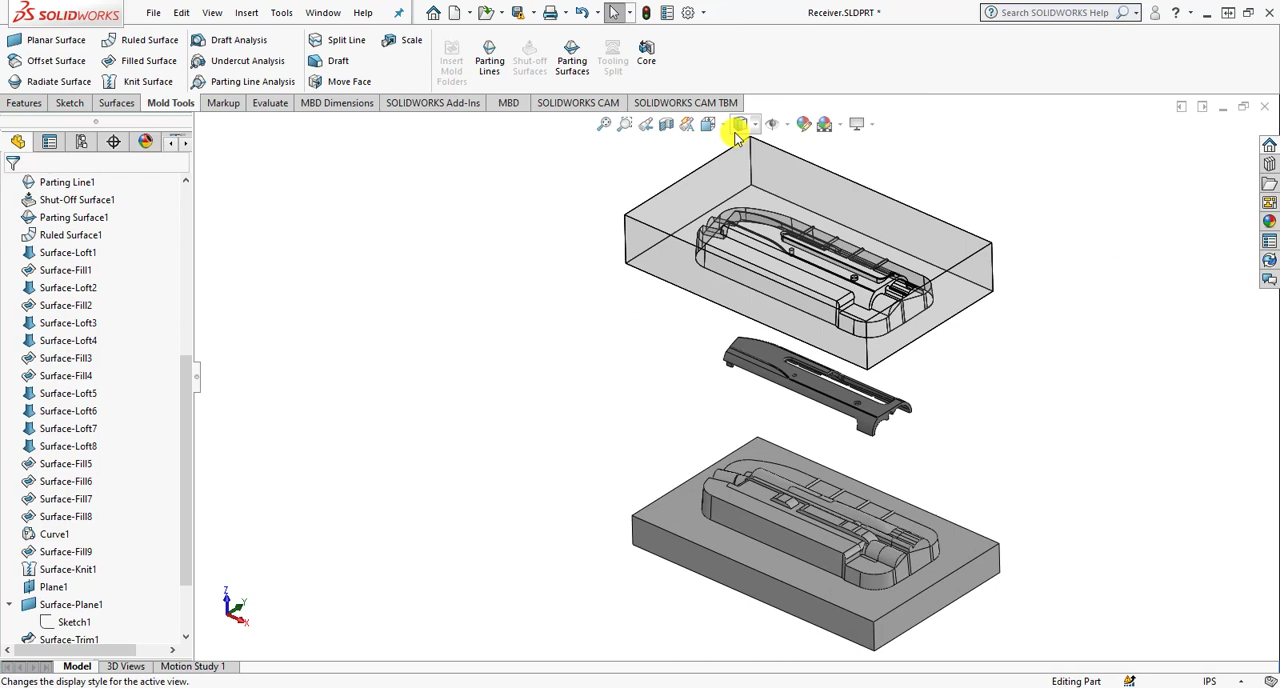 SOLIDWORKS
File
Edit
View
Insert
Tools
Window
Help
Receiver.SLDPRT *
Search SOLIDWORKS Help
Planar Surface
Ruled Surface
Draft Analysis
Split Line
Scale
Offset Surface
Filled Surface
Undercut Analysis
Draft
Radiate Surface
Knit Surface
Parting Line Analysis
Move Face
Insert
Mold
Folders
Parting
Lines
Shut-off
Surfaces
Parting
Surfaces
Tooling
Split
Core
Features
Sketch
Surfaces
Mold Tools
Markup
Evaluate
MBD Dimensions
SOLIDWORKS Add-Ins
MBD
SOLIDWORKS CAM
SOLIDWORKS CAM TBM
Parting Line1
Shut-Off Surface1
Parting Surface1
Ruled Surface1
Surface-Loft1
Surface-Fill1
Surface-Loft2
Surface-Fill2
Surface-Loft3
Surface-Loft4
Surface-Fill3
Surface-Fill4
Surface-Loft5
Surface-Loft6
Surface-Loft7
Surface-Loft8
Surface-Fill5
Surface-Fill6
Surface-Fill7
Surface-Fill8
Curve1
Surface-Fill9
Surface-Knit1
Plane1
Surface-Plane1
Sketch1
Surface-Trim1
Z
Y
X
Model
3D Views
Motion Study 1
Changes the display style for the active view.
Editing Part
IPS